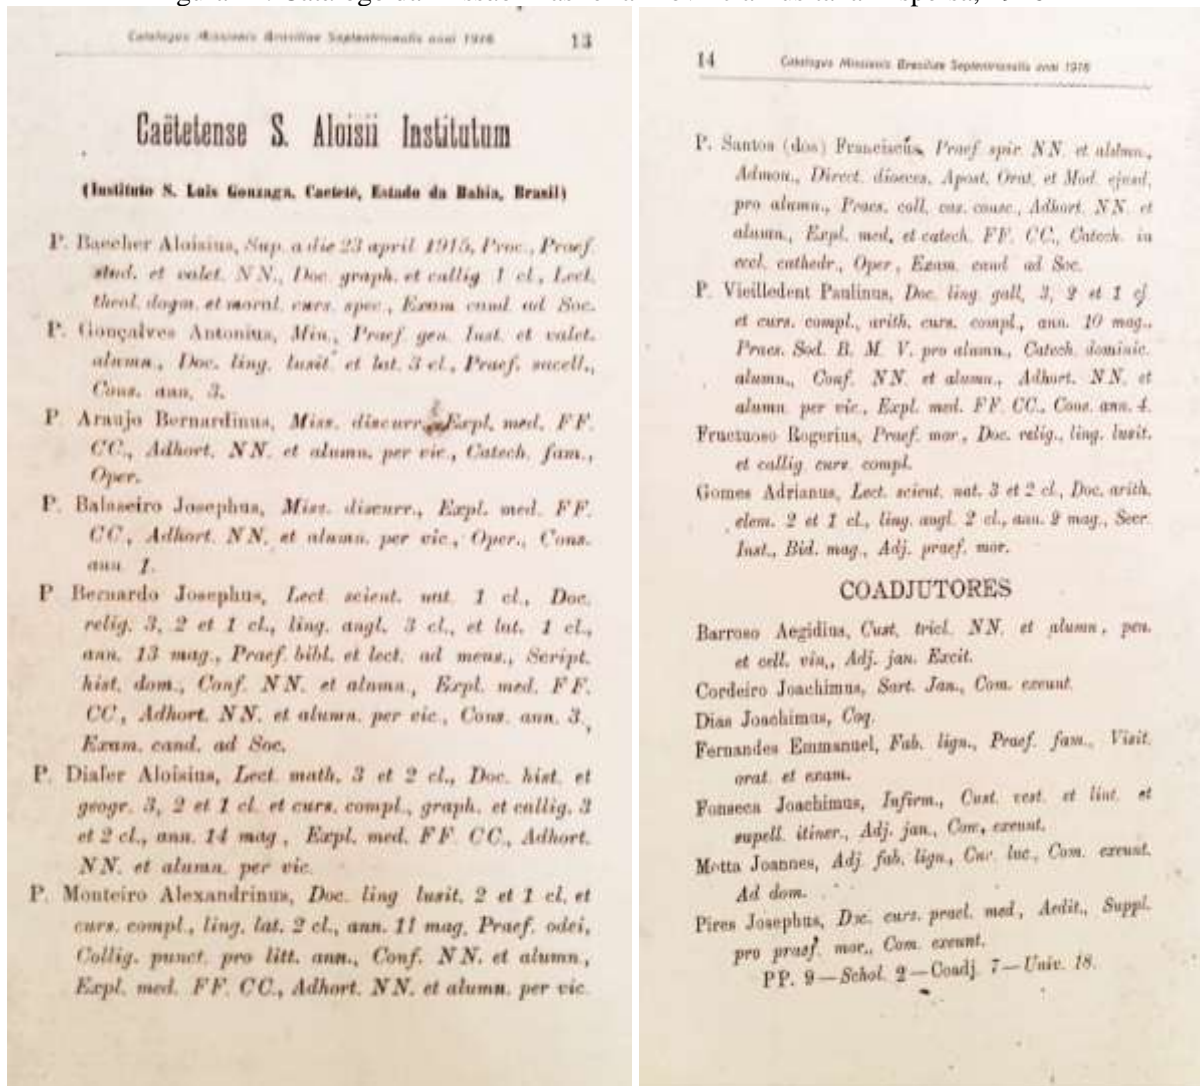 Catalogus Missionis Brasiliae Septentrionalis anni 1916 13
Caëtetense S. Aloisii Institutum
(Instituto S. Luis Gonzaga, Caeteté, Estado da Bahia, Brasil)
P. Baecher Aloisius, Sup. a die 23 april 1915, Proc., Praef.
stud. et valet. NN., Doc. graph. et callig 1 cl., Lect.
theol. dogm. et moral. curs. spec., Exam cand. ad Soc.
P. Gonçalves Antonius, Min., Praef gen. Inst. et valet.
alumn., Doc. ling. lusit et lat. 3 cl., Praef. sacell.,
Cons. ann. 3.
P Araujo Bernardinus, Miss. discurr., Expl. med. FF.
CC., Adhort. NN. et alumn. per vic., Catech. fam.,
Oper.
P. Balaseiro Josephus, Miss. discurr., Expl. med. FF.
CC, Adhort. NN. et alumn. per vic., Oper., Cons.
ann. 1.
P Bernardo Josephus, Lect scient. nat. 1 cl., Doc.
relig. 3, 2 et 1 cl., ling. angl. 3 cl., et lat. 1 cl.,
ann. 13 mag., Praef. bibl. et lect. ad mens., Script.
hist. dom., Conf. NN. et alumn., Expl. med. FF.
CC, Adhort. NN. et alumn. per vic., Cons. ann. 3.,
Exam. cand. ad Soc.
P. Dialer Aloisius, Lect. math. 3 et 2 cl., Doc. hist. et
geogr. 3, 2 et 1 cl. et curs. compl., graph. et callig. 3
et 2 cl., ann. 14 mag, Expl. med. FF. CC., Adhort.
NN. et alumn. per vic.
P. Monteiro Alexandrinus, Doc. ling lusit. 2 et 1 cl. et
curs. compl., ling. lat. 2 cl., ann. 11 mag. Praef. odei,
Collig. punct. pro litt. ann., Conf. NN. et alumn,
Expl. med. FF. CC., Adhort. NN. et alumn. per vic.
14 Catalogus Missionis Brasiliae Septentrionalis anni 1916
P. Santos (dos) Franciscus, Praef spir. NN. et alumn.,
Admon., Direct. dioeces. Apost. Orat. et Mod. ejusd.
pro alumn., Praes. coll. cas. consc., Adhort. NN. et
alumn., Expl. med. et catech. FF. CC., Catech. in
eccl. cathedr., Oper, Exam. cand ad Soc.
P. Vieilledent Paulinus, Doc. ling gall, 3, 2 et 1 cl
et curs. compl., arith. curs. compl., ann. 10 mag.,
Praes. Sod. B. M. V. pro alumn., Catech. dominic.
alumn., Conf. NN. et alumn., Adhort. NN. et
alumn. per vic., Expl. med. FF. CC., Cons. ann. 4.
Fructuoso Rogerius, Praef. mor, Doc. relig., ling. lusit.
et callig. curs. compl.
Gomes Adrianus, Lect. scient. nat. 3 et 2 cl., Doc. arith.
elem. 2 et 1 cl., ling. angl. 2 cl., ann. 2 mag., Secr.
Inst., Bid. mag., Adj. praef. mor.
COADJUTORES
Barroso Aegidius, Cust. tricl. NN. et alumn., pen.
et cell. vin., Adj. jan. Excit.
Cordeiro Joachimus, Sart. Jan., Com. exeunt.
Dias Joachimus, Coq.
Fernandes Emmanuel, Fab. lign., Praef. fam., Visit.
orat. et exam.
Fonseca Joachimus, Infirm., Cust. vest. et lint. et
supell. itiner., Adj. jan., Com. exeunt.
Motta Joannes, Adj. fab. lign., Cur. luc., Com. exeunt.
Ad dom.
Pires Josephus, Doc. curs. prael. med, Aedit., Suppl.
pro praef. mor., Com. exeunt.
PP. 9—Schol. 2—Coadj. 7—Univ. 18.